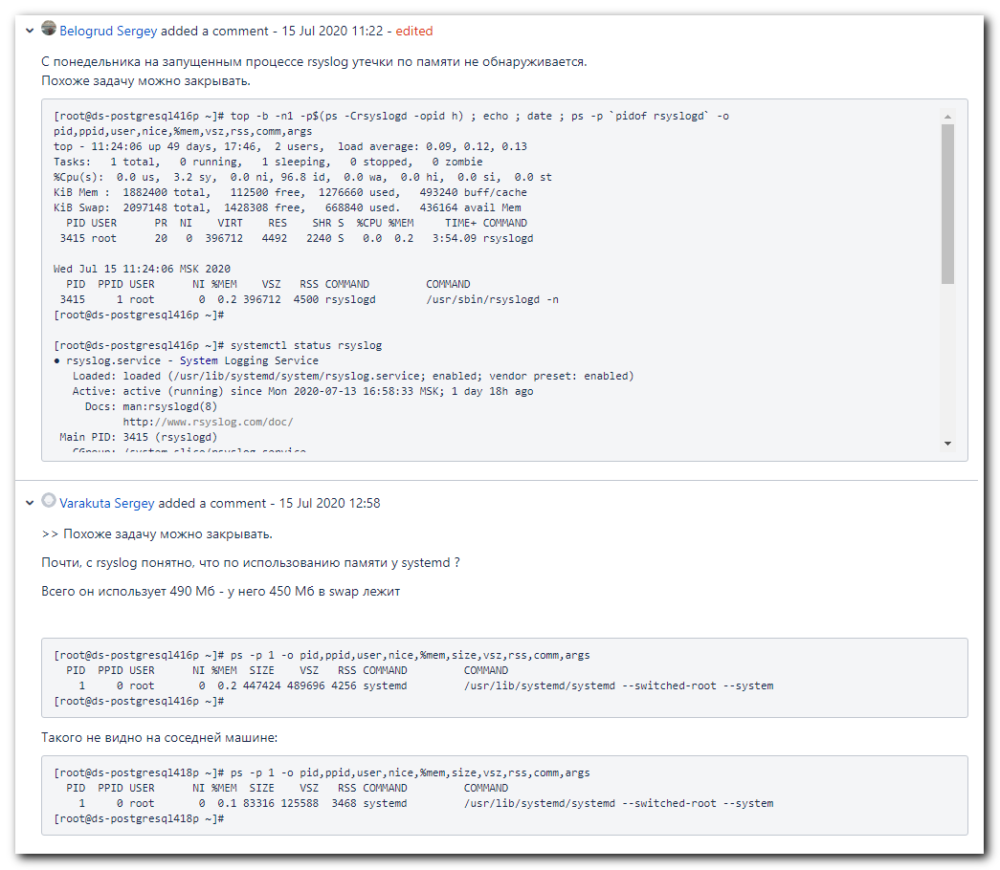 Belogrud Sergey added a comment - 15 Jul 2020 11:22 - edited
С понедельника на запущенным процессе rsyslog утечки по памяти не обнаруживается.
Похоже задачу можно закрывать.
[root@ds-postgresql416p ~]# top -b -n1 -p$(ps -Crsyslogd -opid h) ; echo ; date ; ps -p `pidof rsyslogd` -o
pid,ppid,user,nice,%mem,vsz,rss,comm,args
top - 11:24:06 up 49 days, 17:46,  2 users,  load average: 0.09, 0.12, 0.13
Tasks:   1 total,   0 running,   1 sleeping,   0 stopped,   0 zombie
%Cpu(s):  0.0 us,  3.2 sy,  0.0 ni, 96.8 id,  0.0 wa,  0.0 hi,  0.0 si,  0.0 st
KiB Mem :  1882400 total,   112500 free,  1276660 used,   493240 buff/cache
KiB Swap:  2097148 total,  1428308 free,   668840 used.   436164 avail Mem
  PID USER      PR  NI    VIRT    RES    SHR S  %CPU %MEM     TIME+ COMMAND
 3415 root      20   0  396712   4492   2240 S   0.0  0.2   3:54.09 rsyslogd
Wed Jul 15 11:24:06 MSK 2020
  PID  PPID USER      NI %MEM    VSZ   RSS COMMAND         COMMAND
 3415     1 root       0  0.2 396712  4500 rsyslogd        /usr/sbin/rsyslogd -n
[root@ds-postgresql416p ~]#
[root@ds-postgresql416p ~]# systemctl status rsyslog
● rsyslog.service - System Logging Service
   Loaded: loaded (/usr/lib/systemd/system/rsyslog.service; enabled; vendor preset: enabled)
   Active: active (running) since Mon 2020-07-13 16:58:33 MSK; 1 day 18h ago
     Docs: man:rsyslogd(8)
           http://www.rsyslog.com/doc/
 Main PID: 3415 (rsyslogd)
   CGroup: /system.slice/rsyslog.service
Varakuta Sergey added a comment - 15 Jul 2020 12:58
>> Похоже задачу можно закрывать.
Почти, с rsyslog понятно, что по использованию памяти у systemd ?
Всего он использует 490 Мб - у него 450 Мб в swap лежит
[root@ds-postgresql416p ~]# ps -p 1 -o pid,ppid,user,nice,%mem,size,vsz,rss,comm,args
  PID  PPID USER      NI %MEM  SIZE    VSZ   RSS COMMAND         COMMAND
    1     0 root       0  0.2 447424 489696 4256 systemd         /usr/lib/systemd/systemd --switched-root --system
[root@ds-postgresql416p ~]#
Такого не видно на соседней машине:
[root@ds-postgresql418p ~]# ps -p 1 -o pid,ppid,user,nice,%mem,size,vsz,rss,comm,args
  PID  PPID USER      NI %MEM  SIZE    VSZ   RSS COMMAND         COMMAND
    1     0 root       0  0.1 83316 125588  3468 systemd         /usr/lib/systemd/systemd --switched-root --system
[root@ds-postgresql418p ~]#